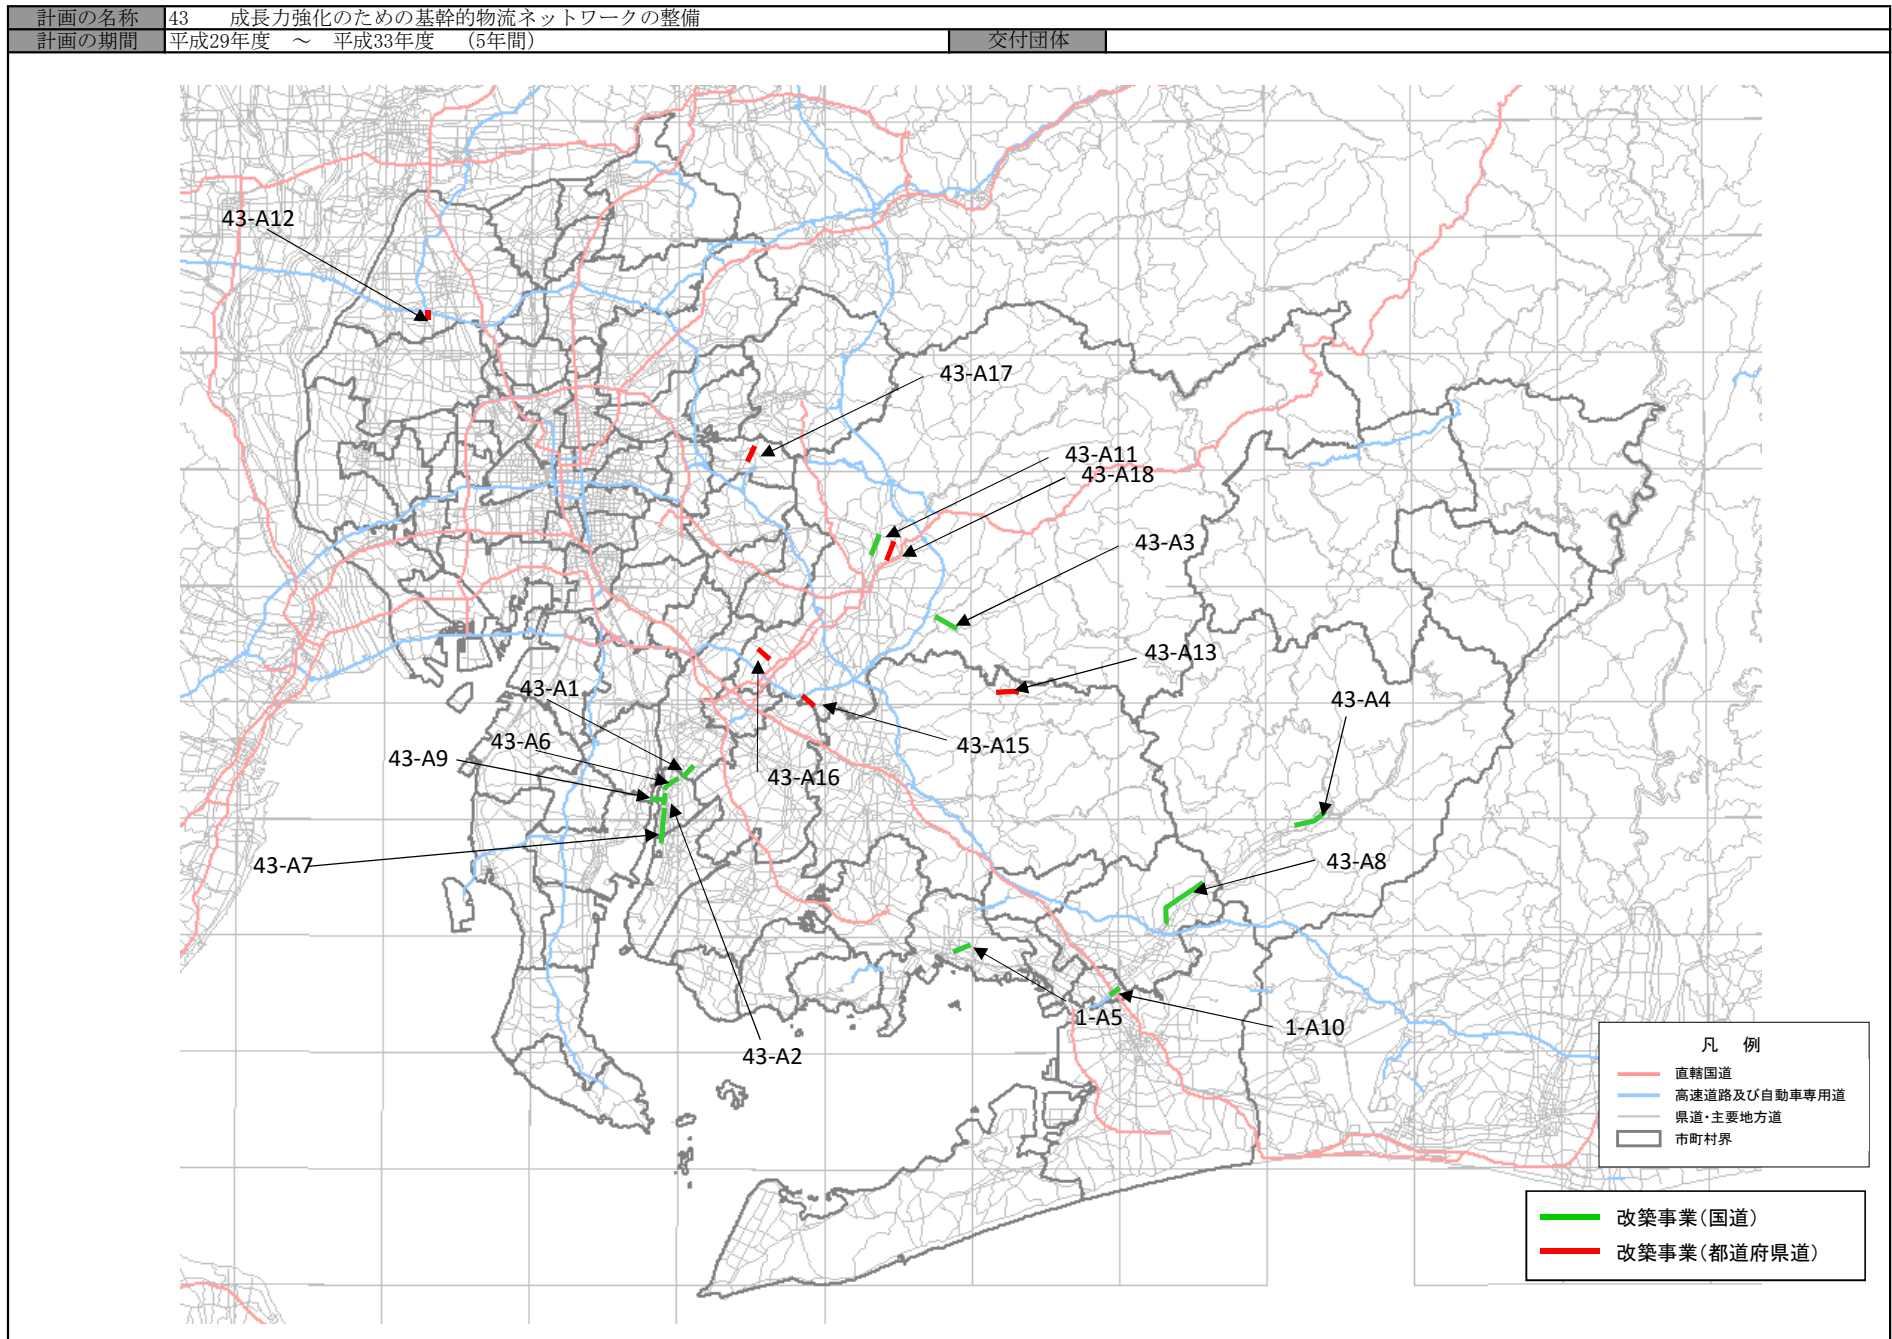 計画の名称 43 成長力強化のための基幹的物流ネットワークの整備
計画の期間 平成29年度 ～ 平成33年度 （5年間） 交付団体
43-A12
43-A17
43-A11
43-A18
43-A3
43-A13
43-A1
43-A4
43-A6
43-A15
43-A9
43-A16
43-A7
43-A8
1-A5
1-A10
43-A2
凡 例
直轄国道
高速道路及び自動車専用道
県道・主要地方道
市町村界
改築事業（国道）
改築事業（都道府県道）